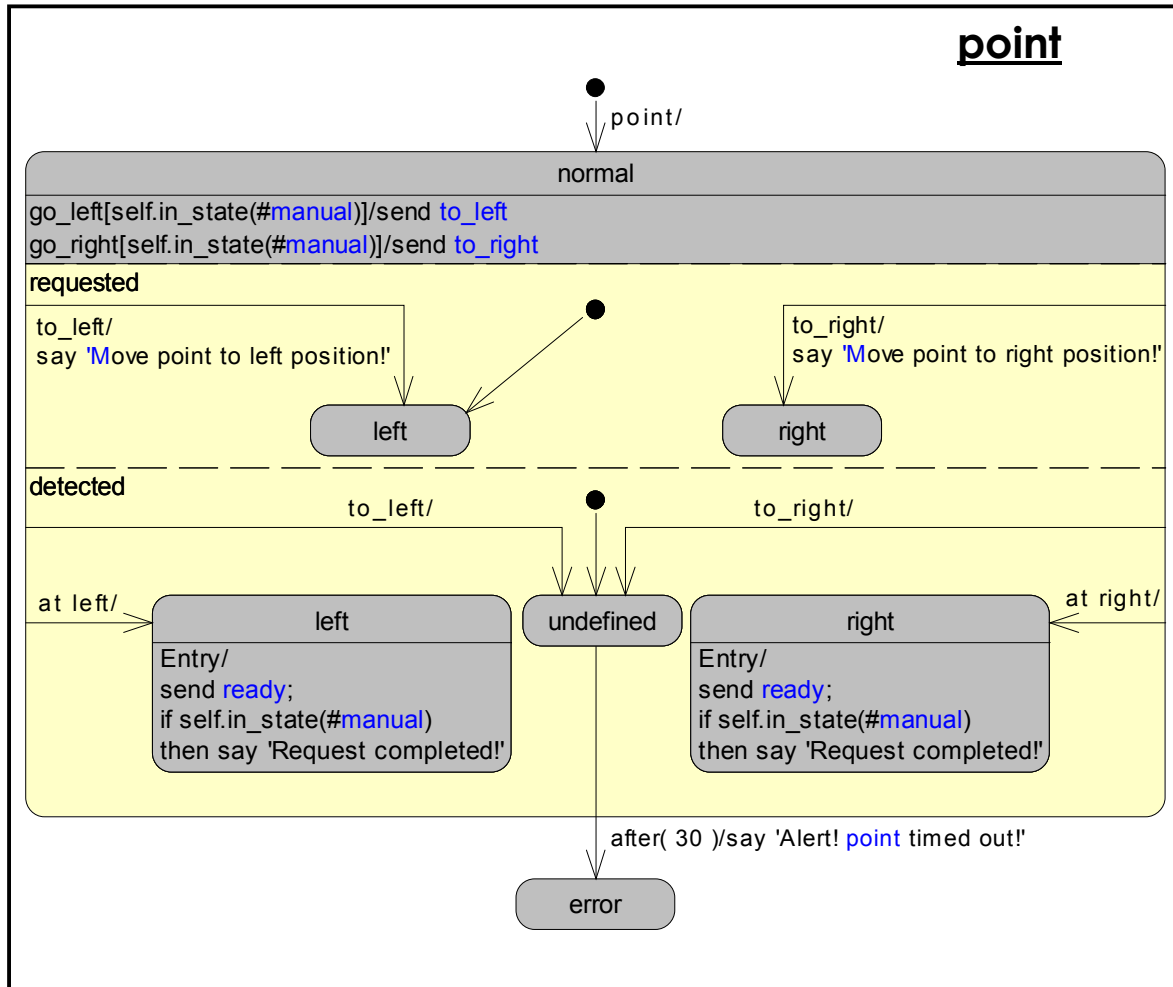 point
point/
normal
go_left[self.in_state(#manual)]/send to_left
go_right[self.in_state(#manual)]/send to_right
requested
to_left/
say 'Move point to left position!'
to_right/
say 'Move point to right position!'
left
right
detected
to_left/
to_right/
at left/
left
Entry/
send ready;
if self.in_state(#manual)
then say 'Request completed!'
undefined
at right/
right
Entry/
send ready;
if self.in_state(#manual)
then say 'Request completed!'
after( 30 )/say 'Alert! point timed out!'
error